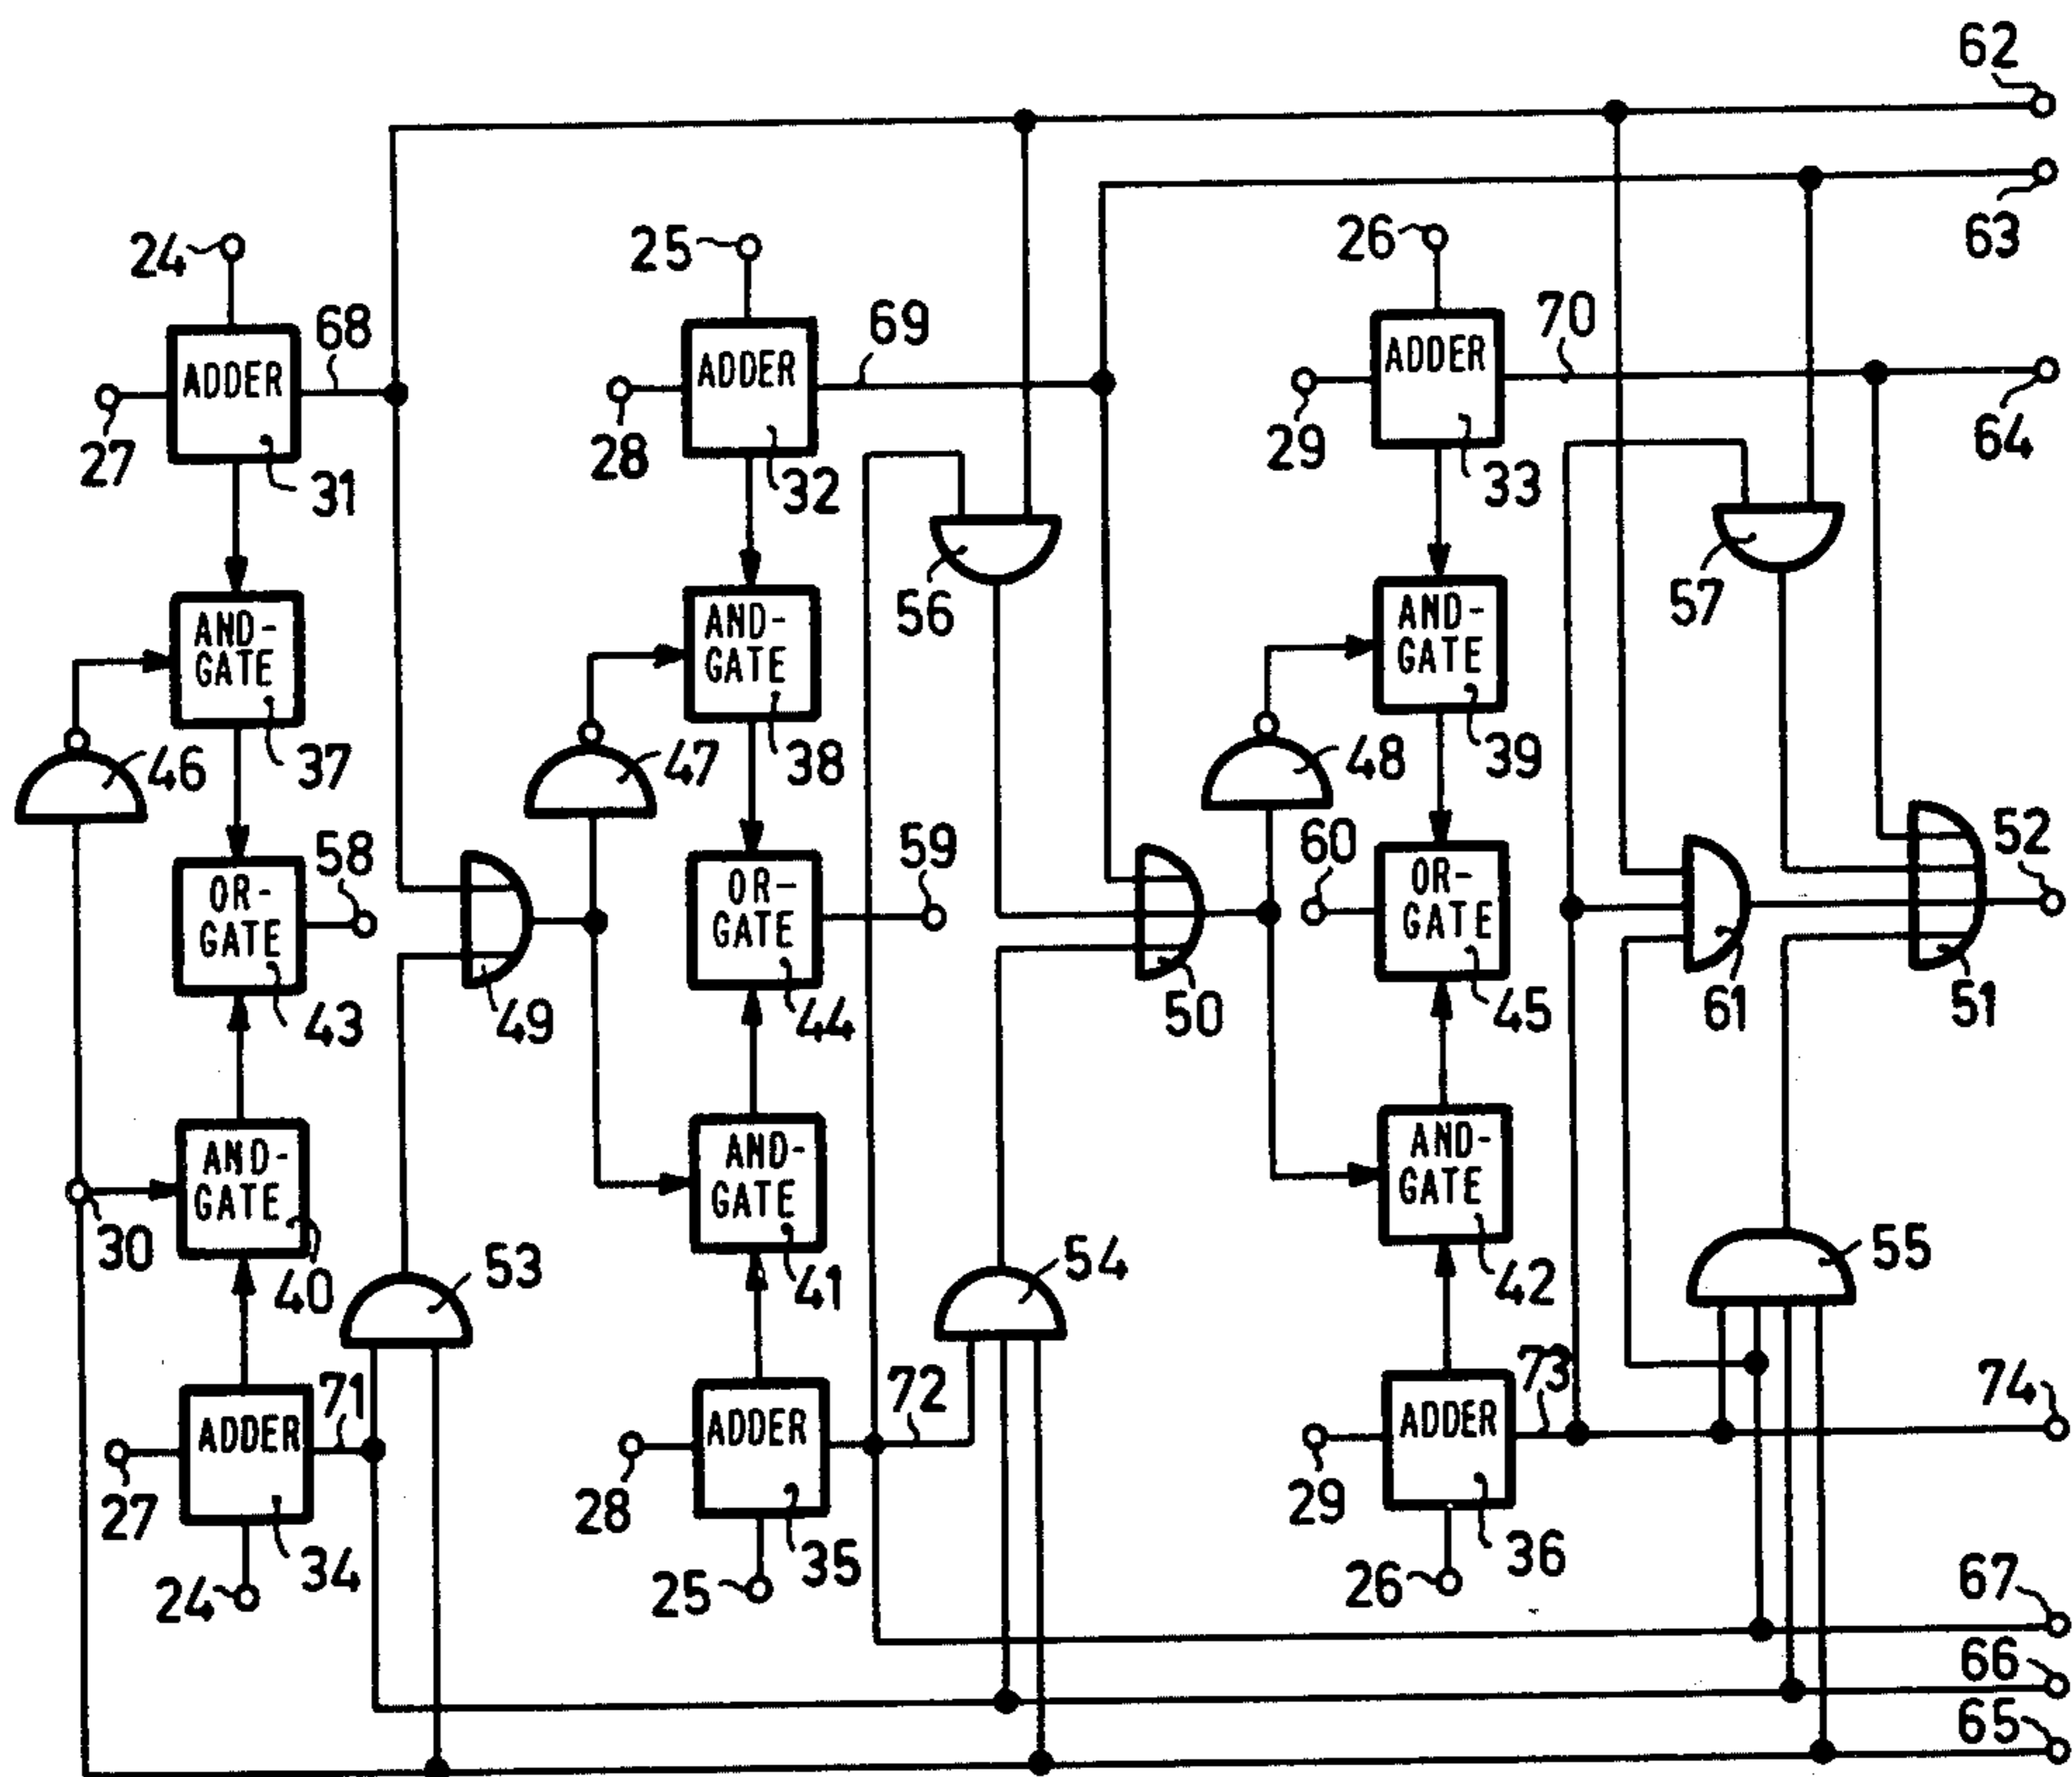 62
63
24
25
26
68
69
70
ADDER
ADDER
ADDER
27
28
29
64
31
32
33
56
57
AND-
GATE
AND-
GATE
AND-
GATE
46
37
47
38
48
39
58
59
60
52
OR-
GATE
OR-
GATE
OR-
GATE
43
49
44
50
45
61
51
AND-
GATE
AND-
GATE
AND-
GATE
30
40
53
41
54
42
55
71
72
73
74
ADDER
ADDER
ADDER
27
28
29
34
35
36
24
25
26
67
66
65